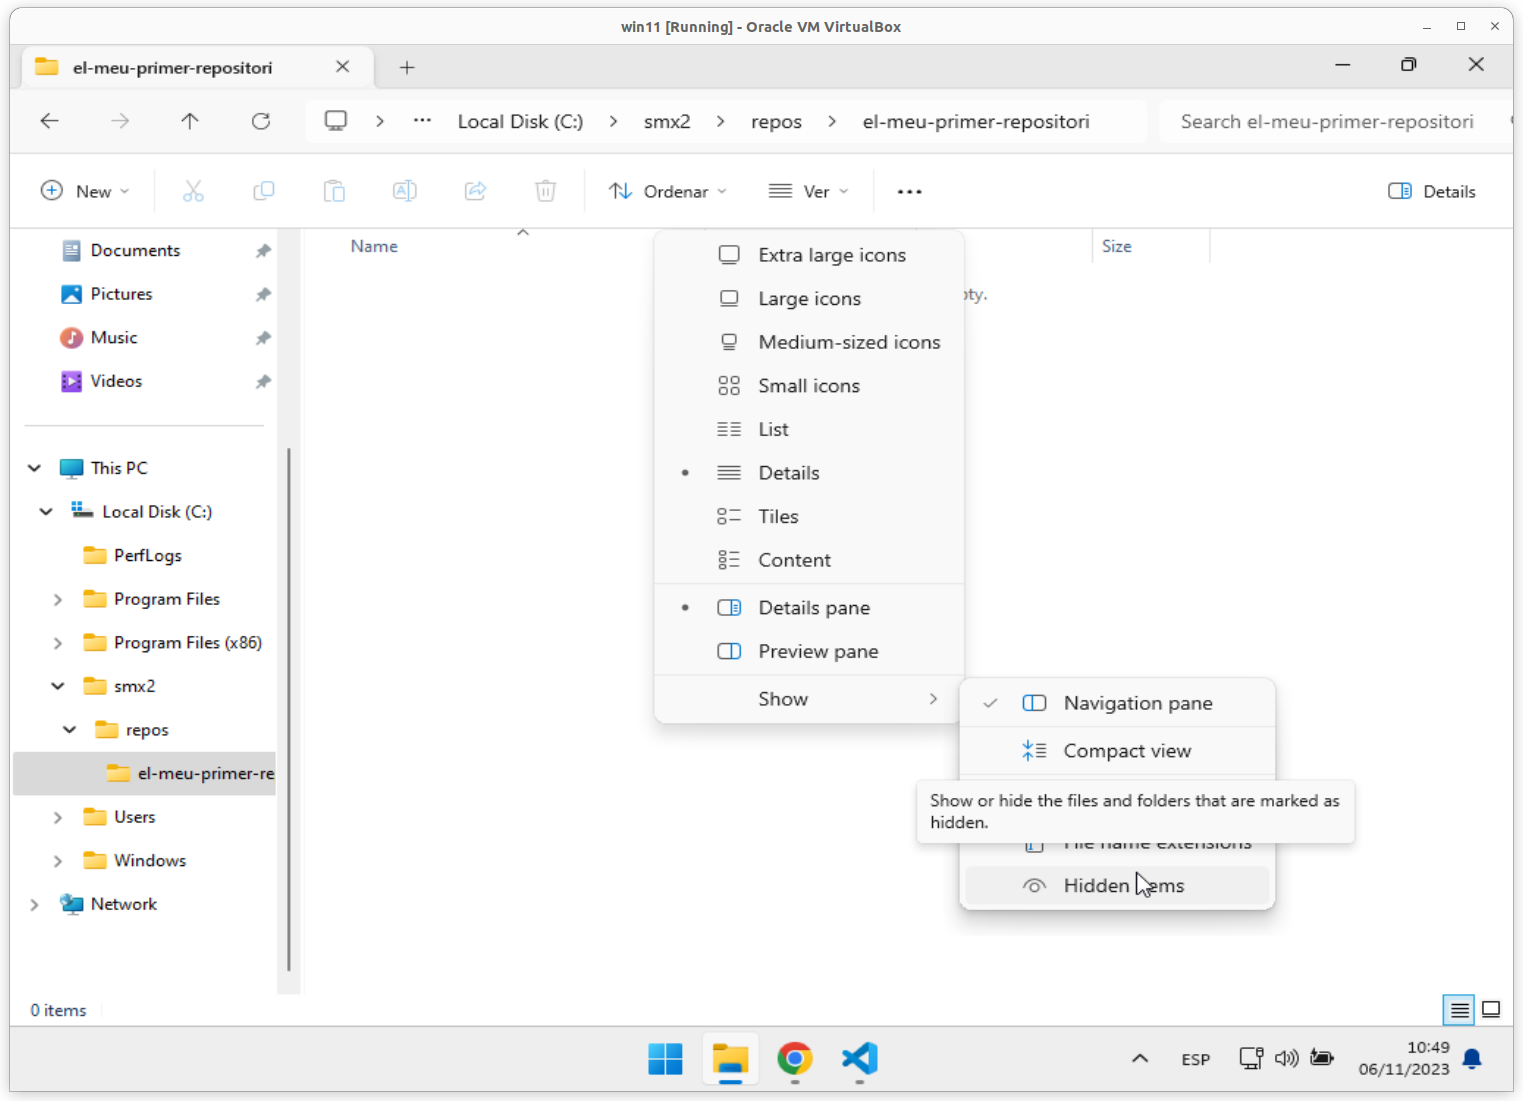 win11 [Running] - Oracle VM VirtualBox
el-meu-primer-repositori
Local Disk (C:) > smx2 > repos > el-meu-primer-repositori
Search el-meu-primer-repositori
New
Ordenar
Ver
Details
Documents
Pictures
Music
Videos
This PC
Local Disk (C:)
PerfLogs
Program Files
Program Files (x86)
smx2
repos
el-meu-primer-re
Users
Windows
Network
Name
Size
Extra large icons
Large icons
Medium-sized icons
Small icons
List
Details
Tiles
Content
Details pane
Preview pane
Show
Navigation pane
Compact view
Show or hide the files and folders that are marked as
hidden.
File name extensions
Hidden items
0 items
ESP
10:49
06/11/2023